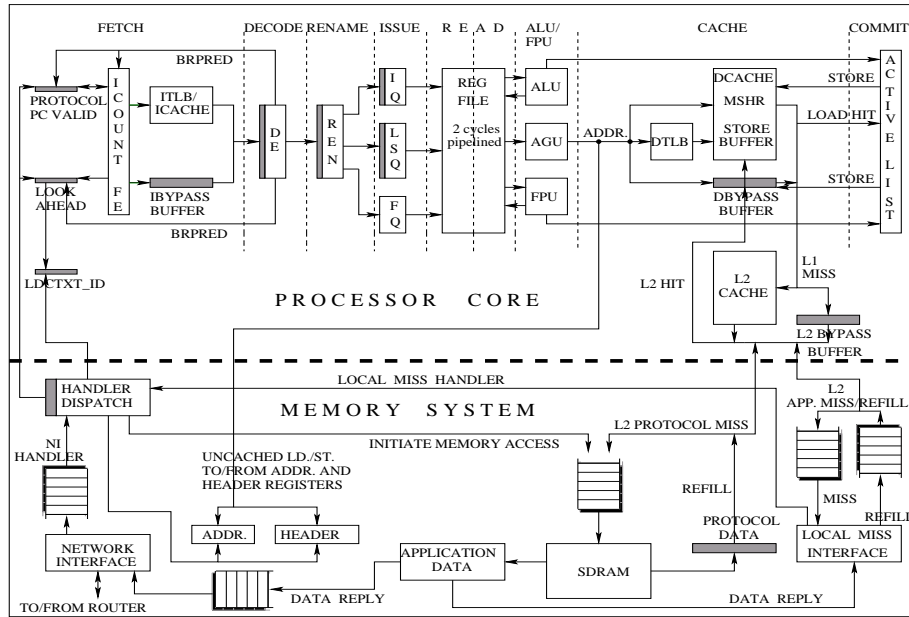 FETCH
DECODE
RENAME
ISSUE
R E A D
ALU/
FPU
CACHE
COMMIT
BRPRED
PROTOCOL
PC VALID
I
C
O
U
N
T
F
E
ITLB/
ICACHE
LOOK
AHEAD
IBYPASS
BUFFER
BRPRED
D
E
R
E
N
I
Q
L
S
Q
F
Q
REG
FILE
2 cycles
pipelined
ALU
AGU
FPU
ADDR.
DTLB
DCACHE
MSHR
STORE
BUFFER
DBYPASS
BUFFER
STORE
LOAD HIT
STORE
A
C
T
I
V
E
L
I
S
T
LDCTXT_ID
L2 HIT
L2
CACHE
L1
MISS
L2 BYPASS
BUFFER
PROCESSOR CORE
HANDLER
DISPATCH
LOCAL MISS HANDLER
MEMORY SYSTEM
L2
APP. MISS/REFILL
NI
HANDLER
INITIATE MEMORY ACCESS
L2 PROTOCOL MISS
UNCACHED LD./ST.
TO/FROM ADDR. AND
HEADER REGISTERS
REFILL
MISS
REFILL
ADDR.
HEADER
PROTOCOL
DATA
LOCAL MISS
INTERFACE
NETWORK
INTERFACE
APPLICATION
DATA
SDRAM
TO/FROM ROUTER
DATA REPLY
DATA REPLY